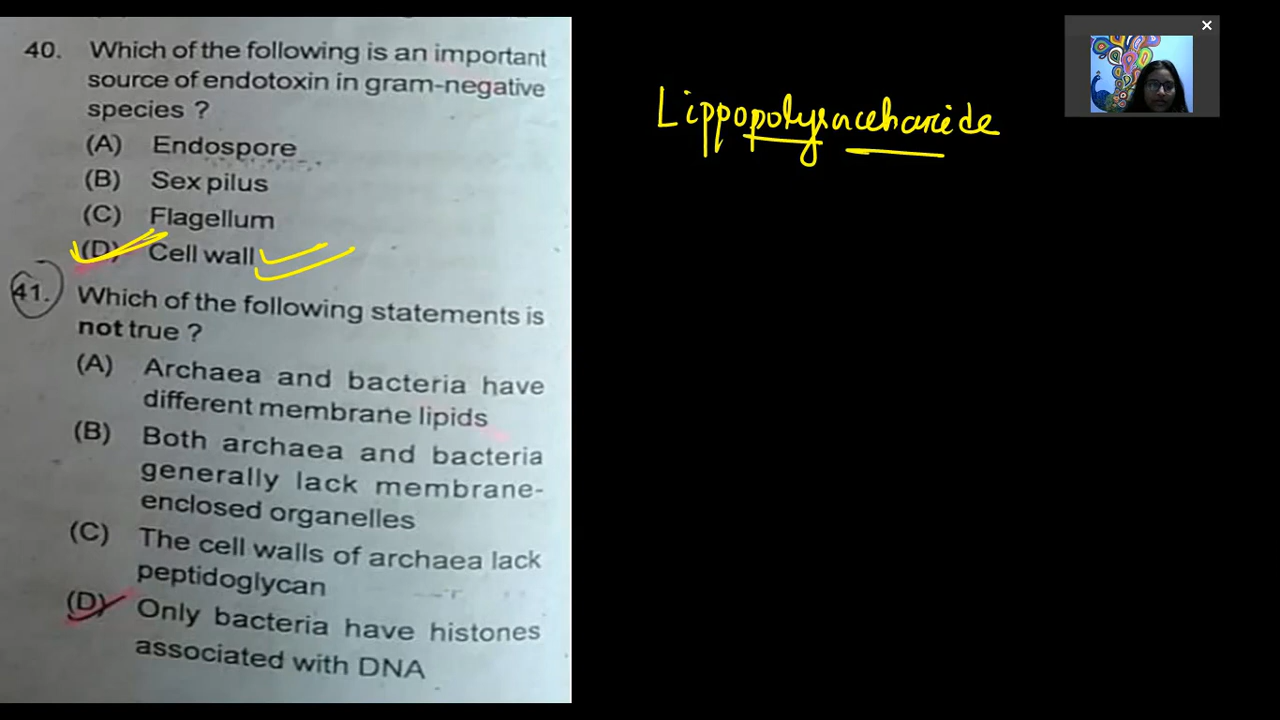 40. Which of the following is an important
source of endotoxin in gram-negative
species ?
(A) Endospore
(B) Sex pilus
(C) Flagellum
(D) Cell wall
41. Which of the following statements is
not true ?
(A) Archaea and bacteria have
different membrane lipids
(B) Both archaea and bacteria
generally lack membrane-
enclosed organelles
(C) The cell walls of archaea lack
peptidoglycan
(D) Only bacteria have histones
associated with DNA
Lippopolysaccharide